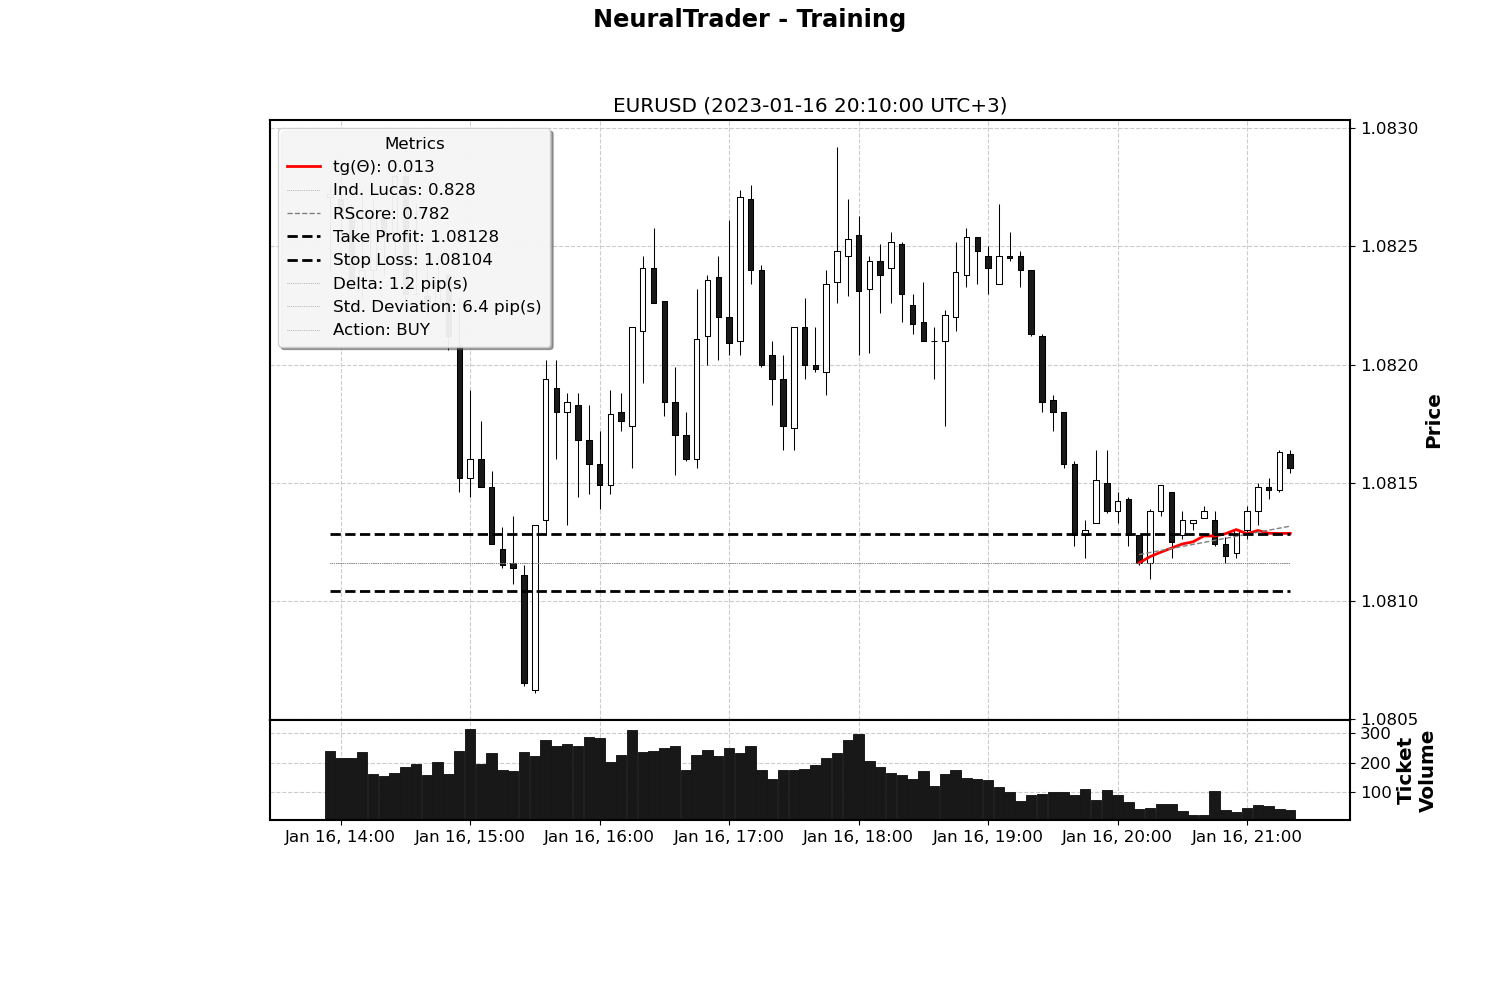 NeuralTrader - Training
EURUSD (2023-01-16 20:10:00 UTC+3)
Metrics
tg(Θ): 0.013
Ind. Lucas: 0.828
RScore: 0.782
Take Profit: 1.08128
Stop Loss: 1.08104
Delta: 1.2 pip(s)
Std. Deviation: 6.4 pip(s)
Action: BUY
1.0830
1.0825
1.0820
1.0815
1.0810
1.0805
Price
300
200
100
Ticket
Volume
Jan 16, 14:00
Jan 16, 15:00
Jan 16, 16:00
Jan 16, 17:00
Jan 16, 18:00
Jan 16, 19:00
Jan 16, 20:00
Jan 16, 21:00